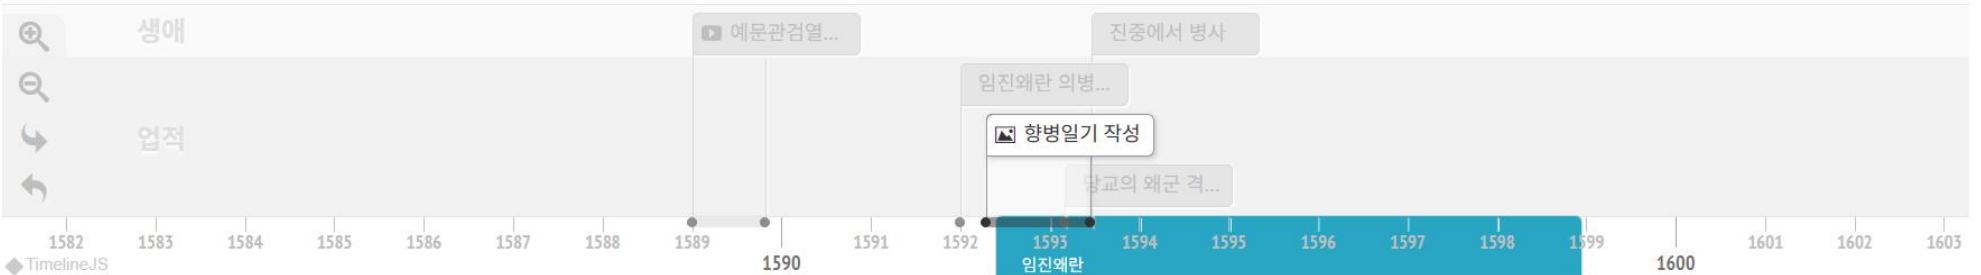 생애
예문관검열...
진중에서 병사
임진왜란 의병...
업적
향병일기 작성
당교의 왜군 격...
1582 1583 1584 1585 1586 1587 1588 1589 1590 1591 1592 1593 1594 1595 1596 1597 1598 1599 1600 1601 1602 1603
임진왜란
TimelineJS